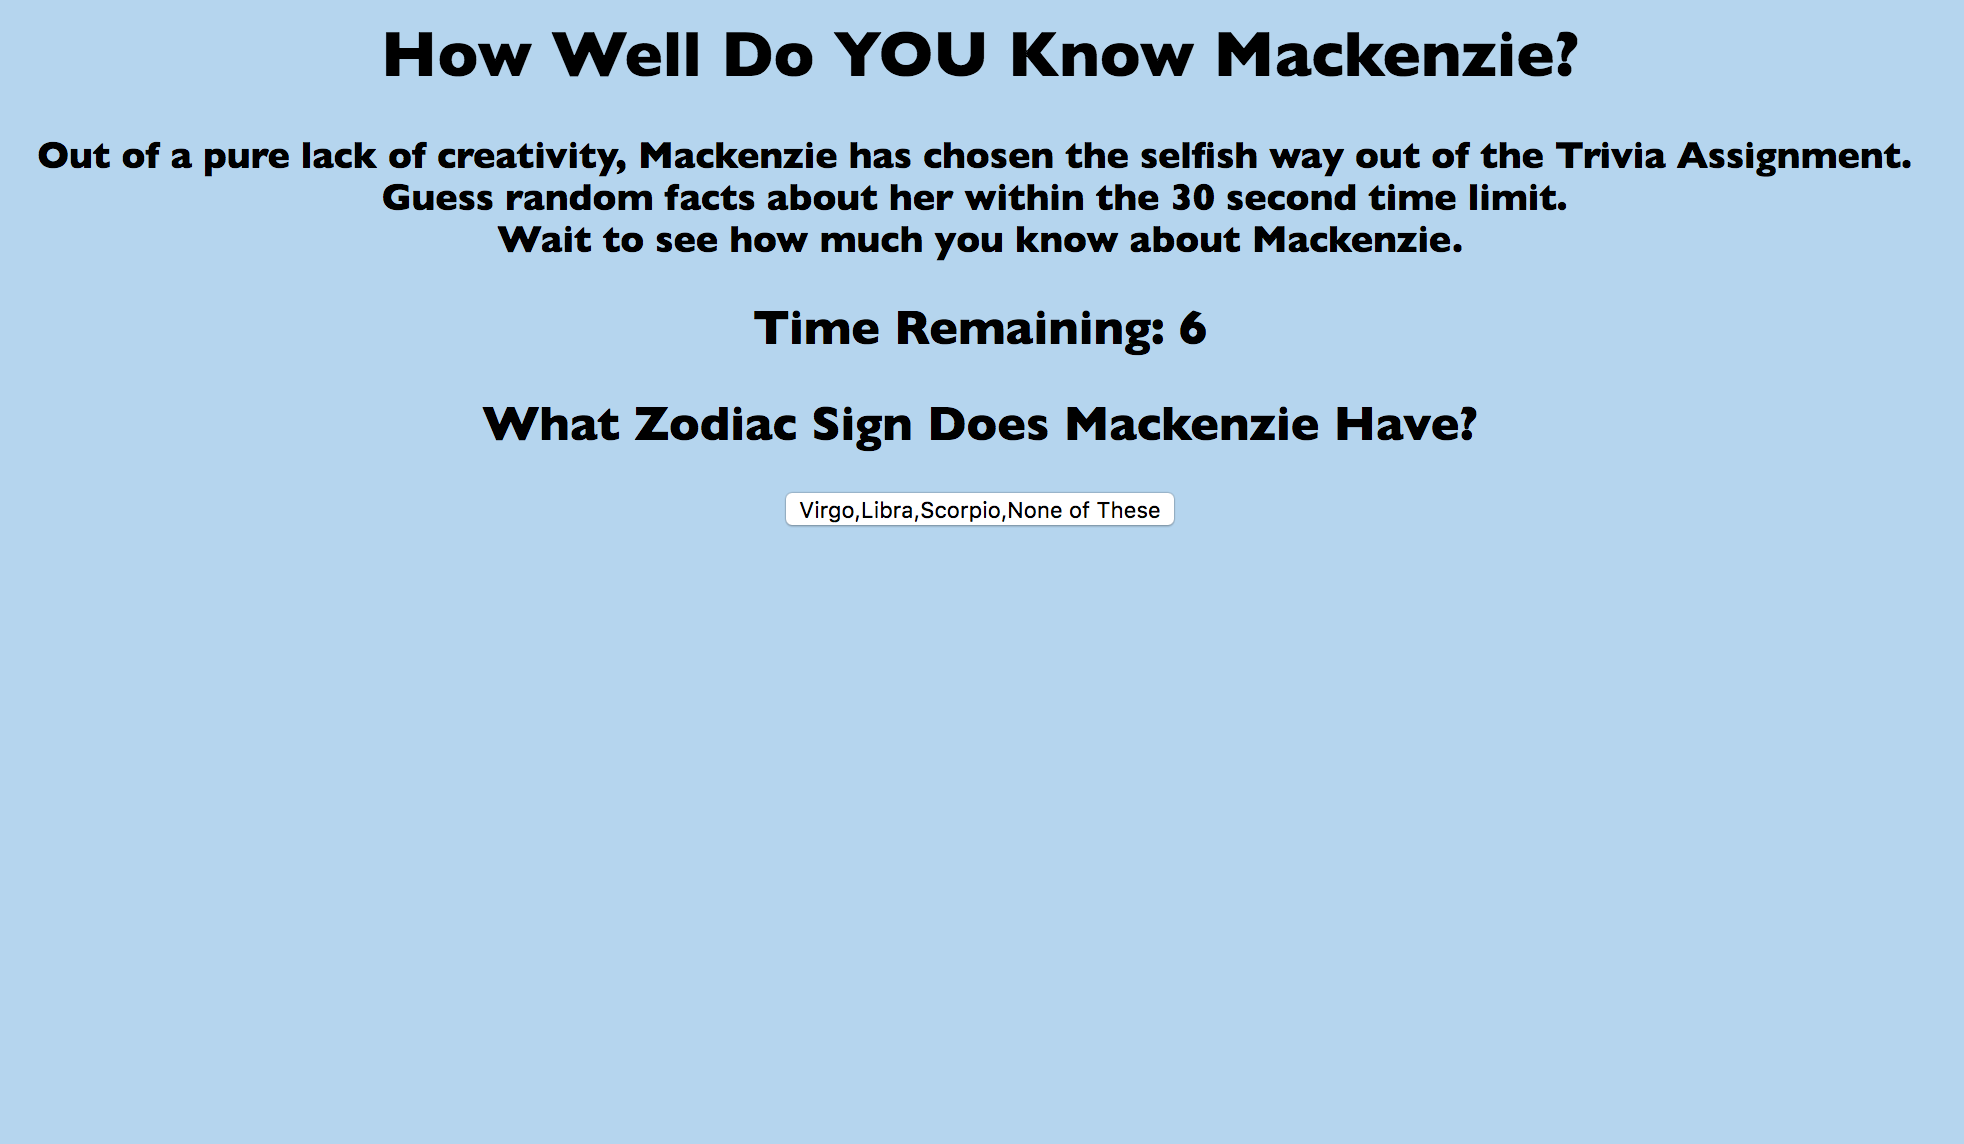 How Well Do YOU Know Mackenzie?
Out of a pure lack of creativity, Mackenzie has chosen the selfish way out of the Trivia Assignment.
Guess random facts about her within the 30 second time limit.
Wait to see how much you know about Mackenzie.
Time Remaining: 6
What Zodiac Sign Does Mackenzie Have?
Virgo,Libra,Scorpio,None of These